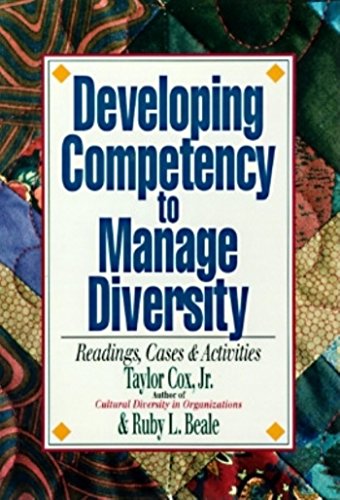 Developing
Competency
to
Manage
Diversity
Readings, Cases & Activities
Taylor Cox, Jr.
Author of
Cultural Diversity in Organizations
& Ruby L. Beale